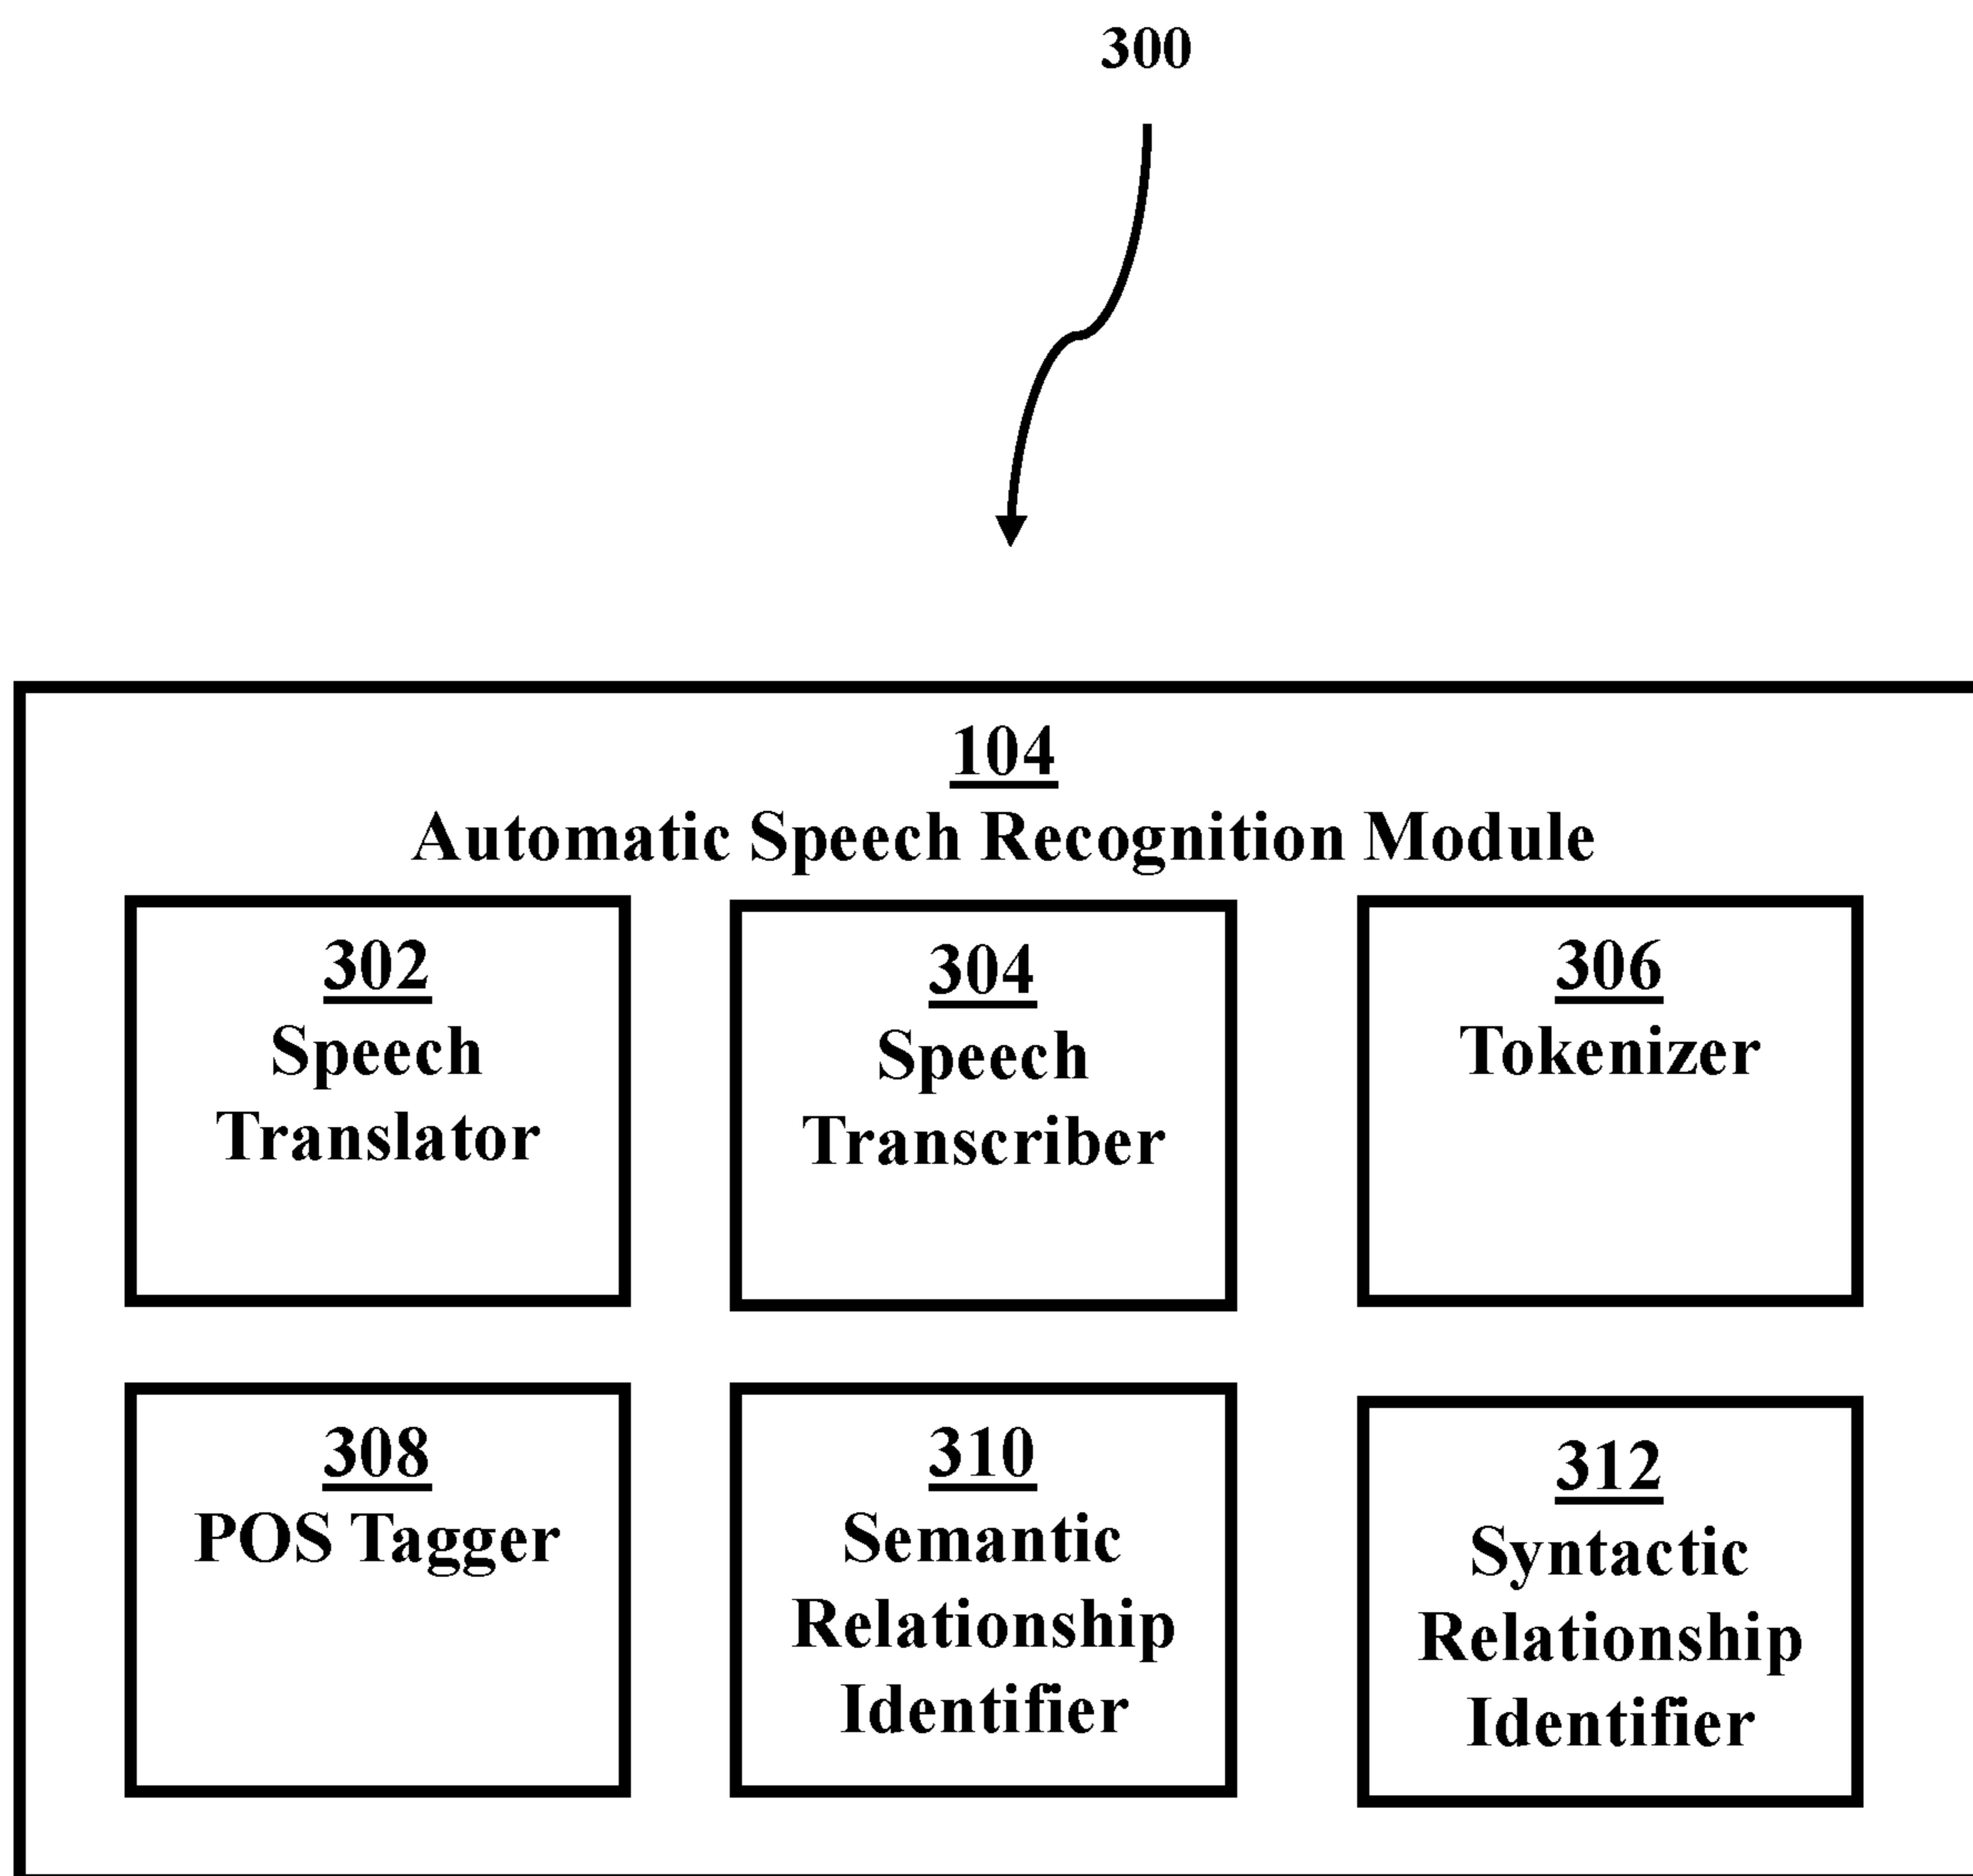 300
104
Automatic Speech Recognition Module
302
Speech
Translator
304
Speech
Transcriber
306
Tokenizer
308
POS Tagger
310
Semantic
Relationship
Identifier
312
Syntactic
Relationship
Identifier